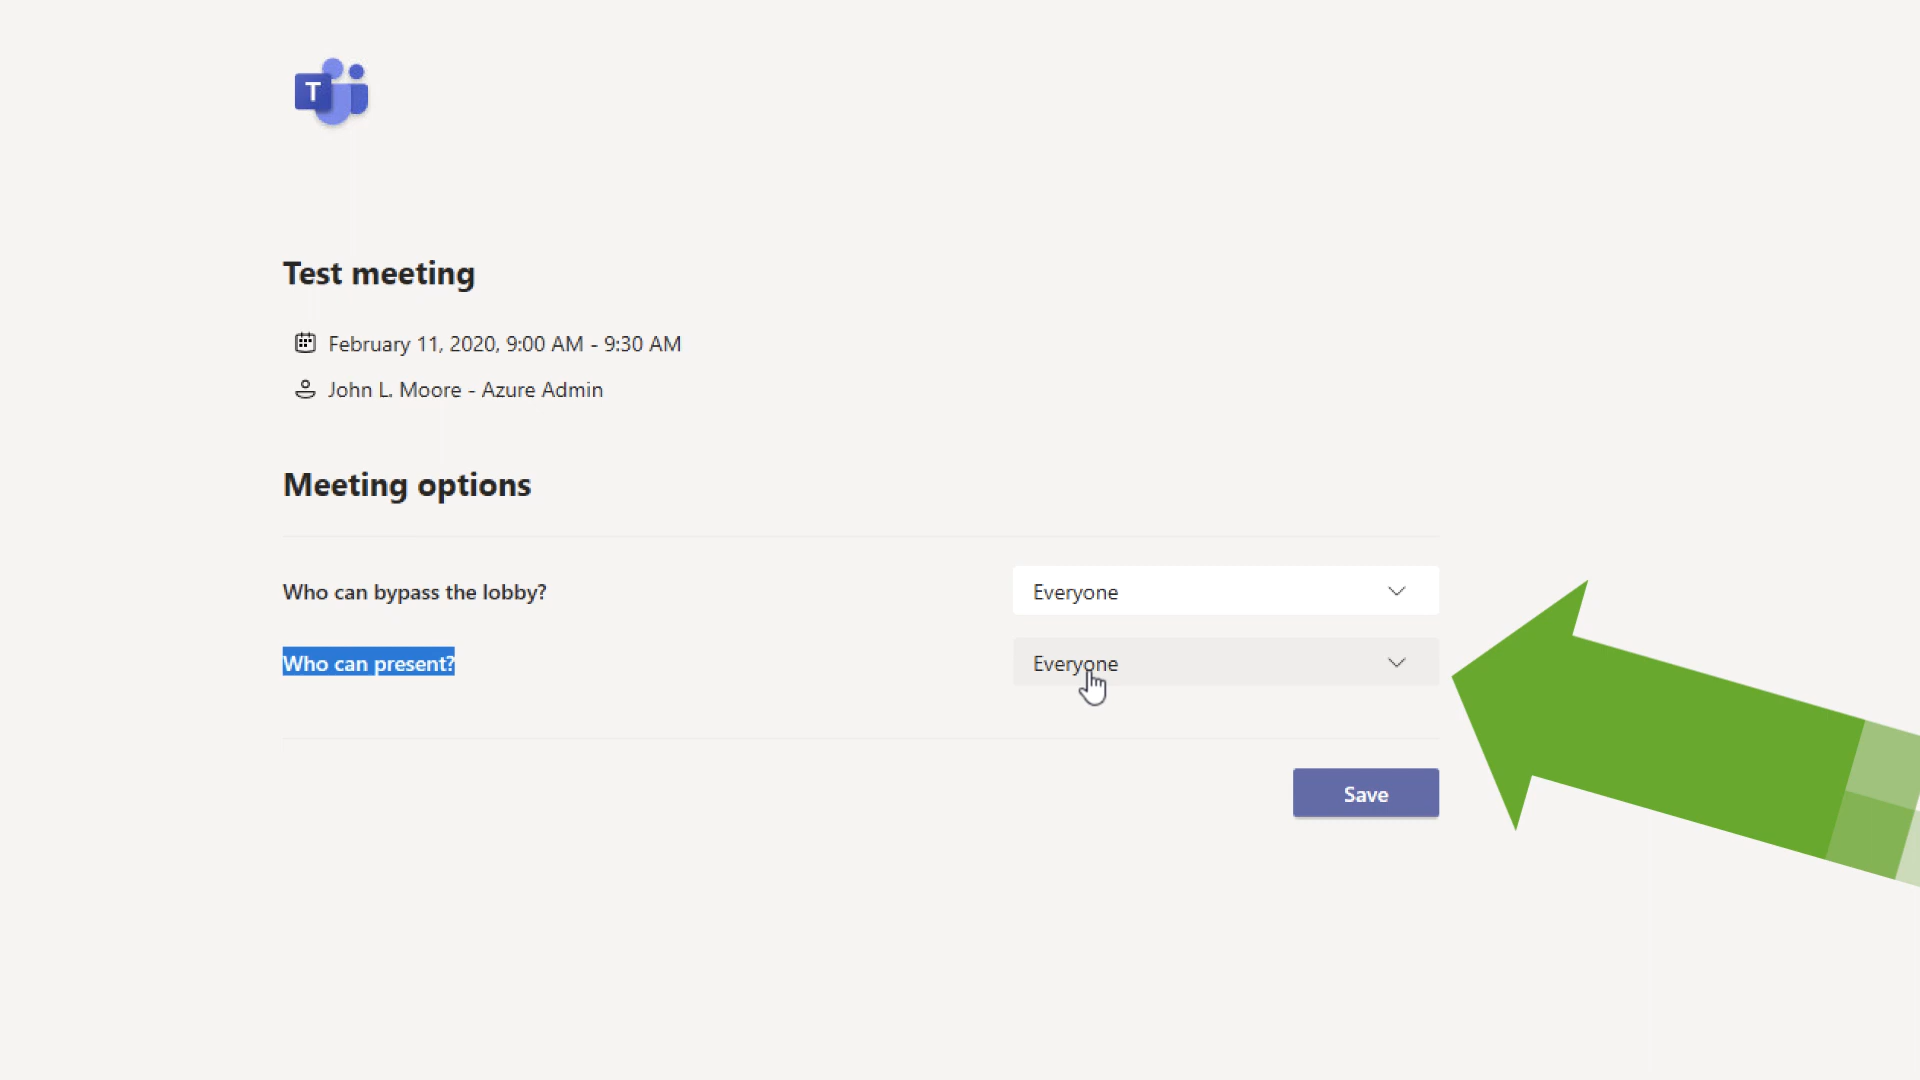 T
Test meeting
February 11, 2020, 9:00 AM - 9:30 AM
John L. Moore - Azure Admin
Meeting options
Who can bypass the lobby?
Everyone
Who can present?
Everyone
Save